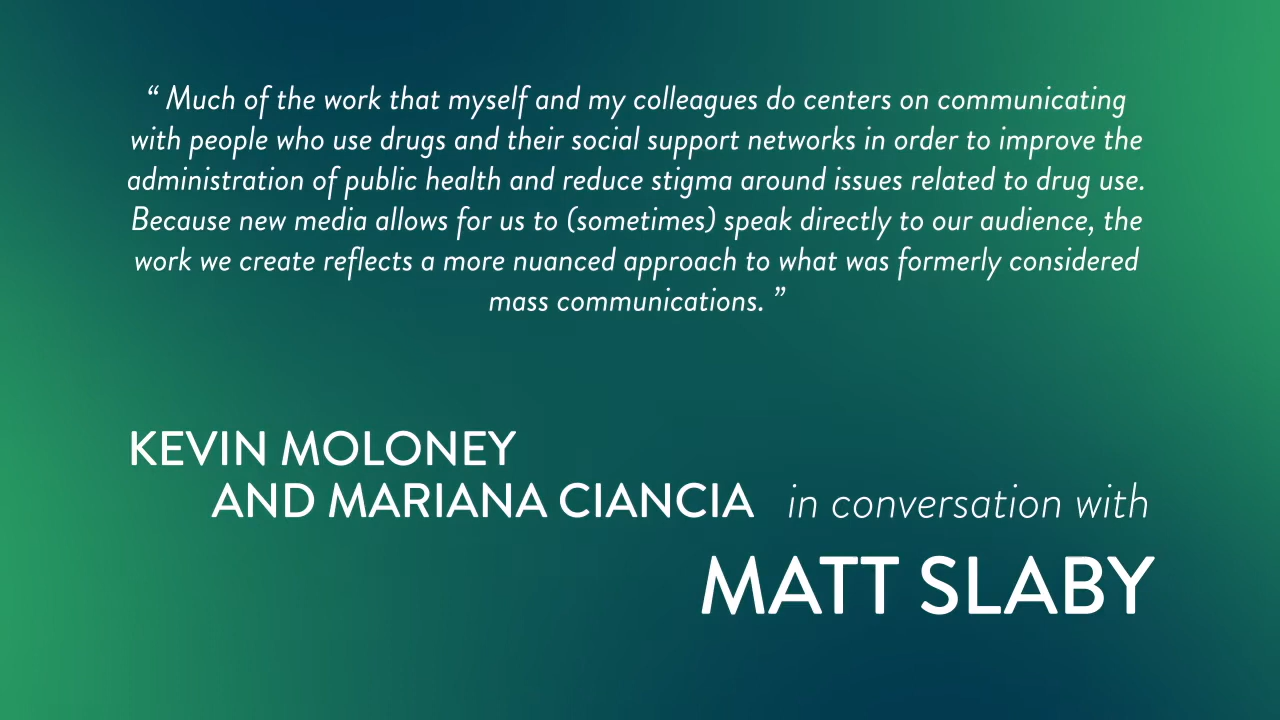 “ Much of the work that myself and my colleagues do centers on communicating
with people who use drugs and their social support networks in order to improve the
administration of public health and reduce stigma around issues related to drug use.
Because new media allows for us to (sometimes) speak directly to our audience, the
work we create reflects a more nuanced approach to what was formerly considered
mass communications. ”
KEVIN MOLONEY
AND MARIANA CIANCIA in conversation with
MATT SLABY